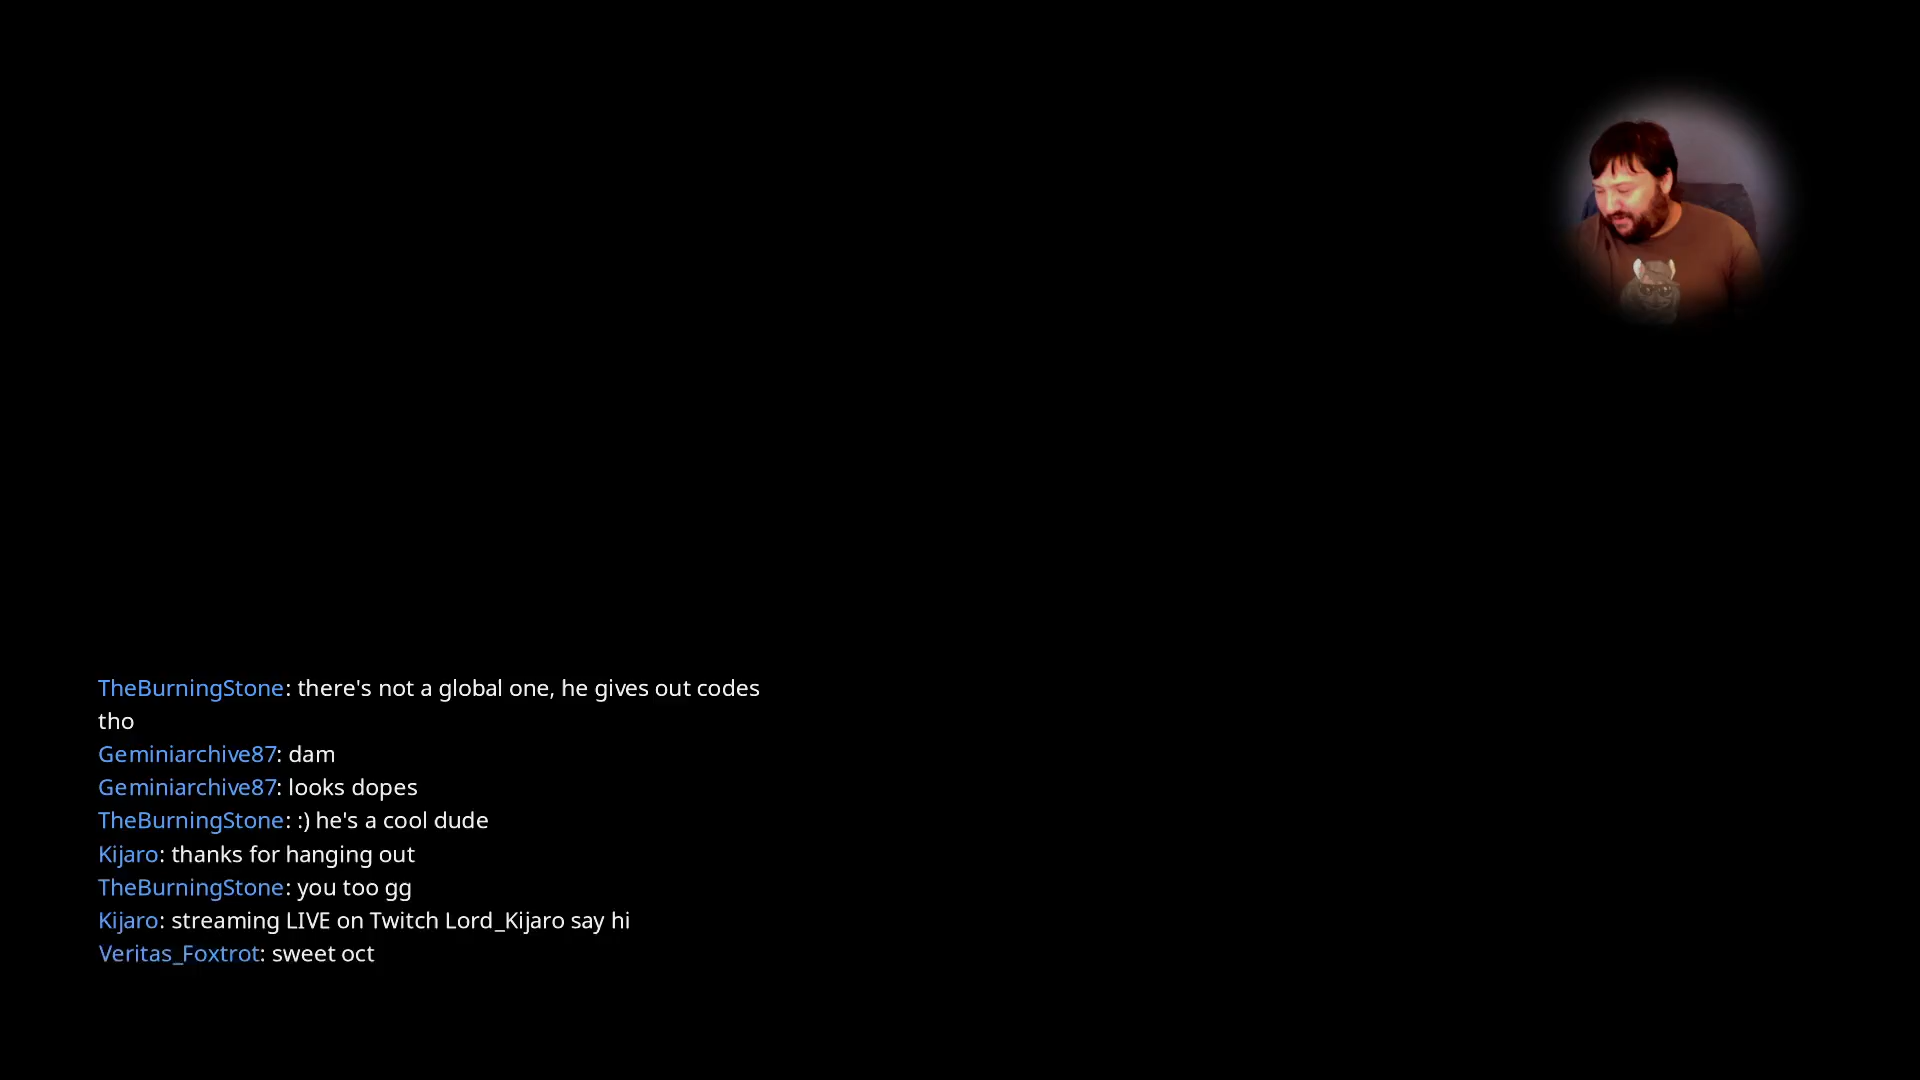 TheBurningStone: there's not a global one, he gives out codes
tho
Geminiarchive87: dam
Geminiarchive87: looks dopes
TheBurningStone: :) he's a cool dude
Kijaro: thanks for hanging out
TheBurningStone: you too gg
Kijaro: streaming LIVE on Twitch Lord_Kijaro say hi
Veritas_Foxtrot: sweet oct